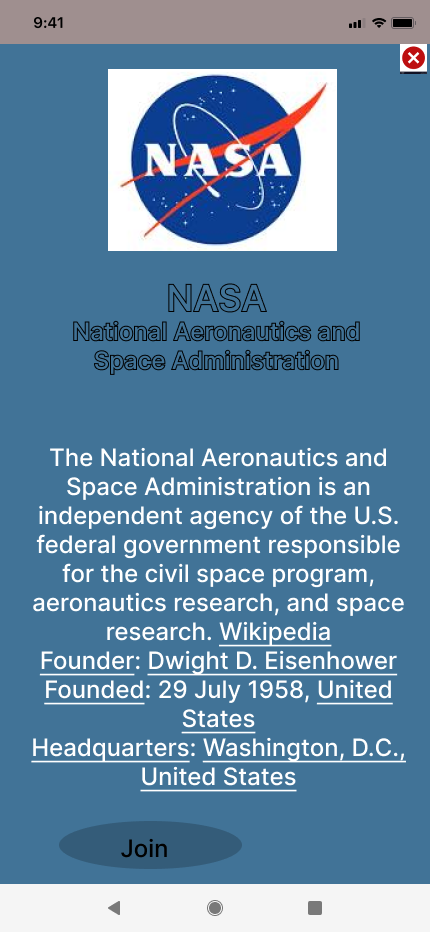 9:41
NASA
NASA
National Aeronautics and
Space Administration
The National Aeronautics and
Space Administration is an
independent agency of the U.S.
federal government responsible
for the civil space program,
aeronautics research, and space
research. Wikipedia
Founder: Dwight D. Eisenhower
Founded: 29 July 1958, United
States
Headquarters: Washington, D.C.,
United States
Join